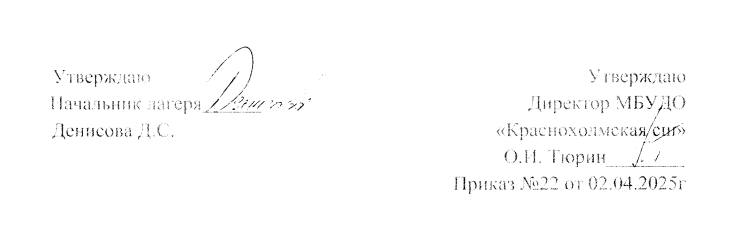 Утверждаю
Начальник лагеря
Денисова Д.С.
Утверждаю
Директор МБУДО
«Краснохолмская сш»
О.И. Тюрин
Приказ №22 от 02.04.2025г